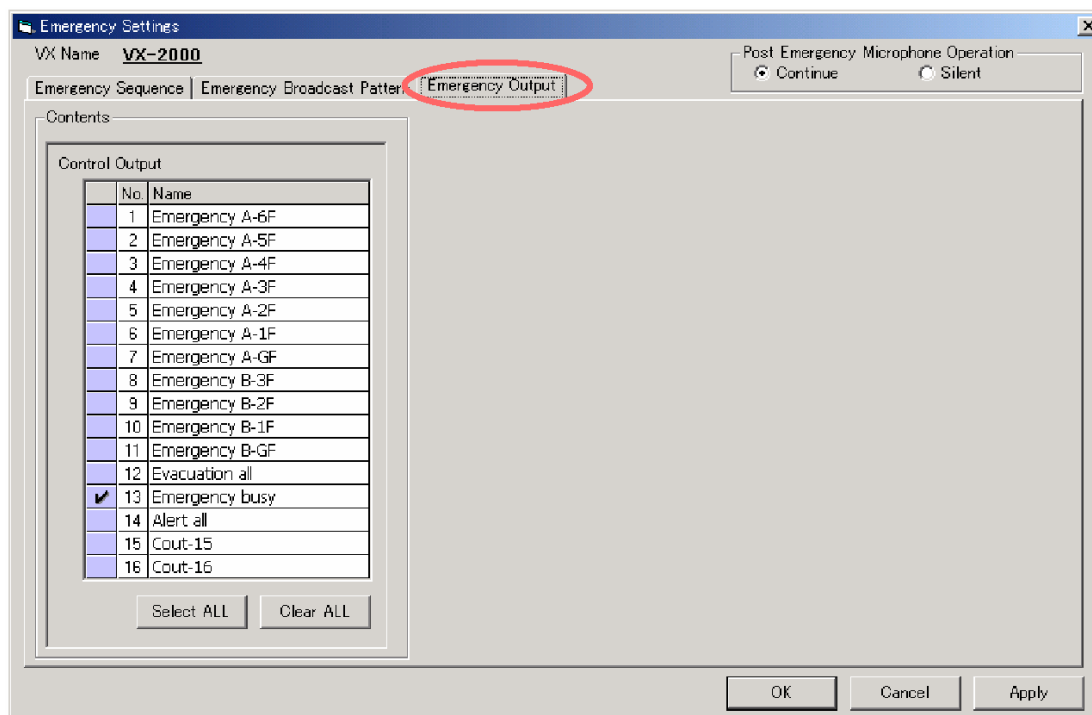 Emergency Settings
VX Name VX-2000
Post Emergency Microphone Operation
Continue Silent
Emergency Sequence Emergency Broadcast Pattern Emergency Output
Contents
Control Output
No. Name
1 Emergency A-6F
2 Emergency A-5F
3 Emergency A-4F
4 Emergency A-3F
5 Emergency A-2F
6 Emergency A-1F
7 Emergency A-GF
8 Emergency B-3F
9 Emergency B-2F
10 Emergency B-1F
11 Emergency B-GF
12 Evacuation all
13 Emergency busy
14 Alert all
15 Cout-15
16 Cout-16
Select ALL Clear ALL
OK Cancel Apply